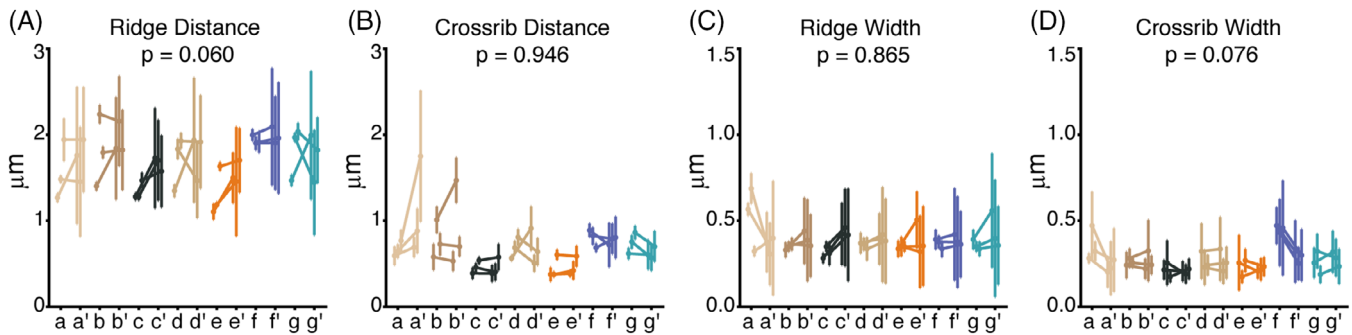 (A) Ridge Distance
p = 0.060
3
2
1
0
μm
a a' b b' c c' d d' e e' f f' g g'
(B) Crossrib Distance
p = 0.946
3
2
1
0
μm
a a' b b' c c' d d' e e' f f' g g'
(C) Ridge Width
p = 0.865
1.5
1.0
0.5
0.0
μm
a a' b b' c c' d d' e e' f f' g g'
(D) Crossrib Width
p = 0.076
1.5
1.0
0.5
0.0
μm
a a' b b' c c' d d' e e' f f' g g'